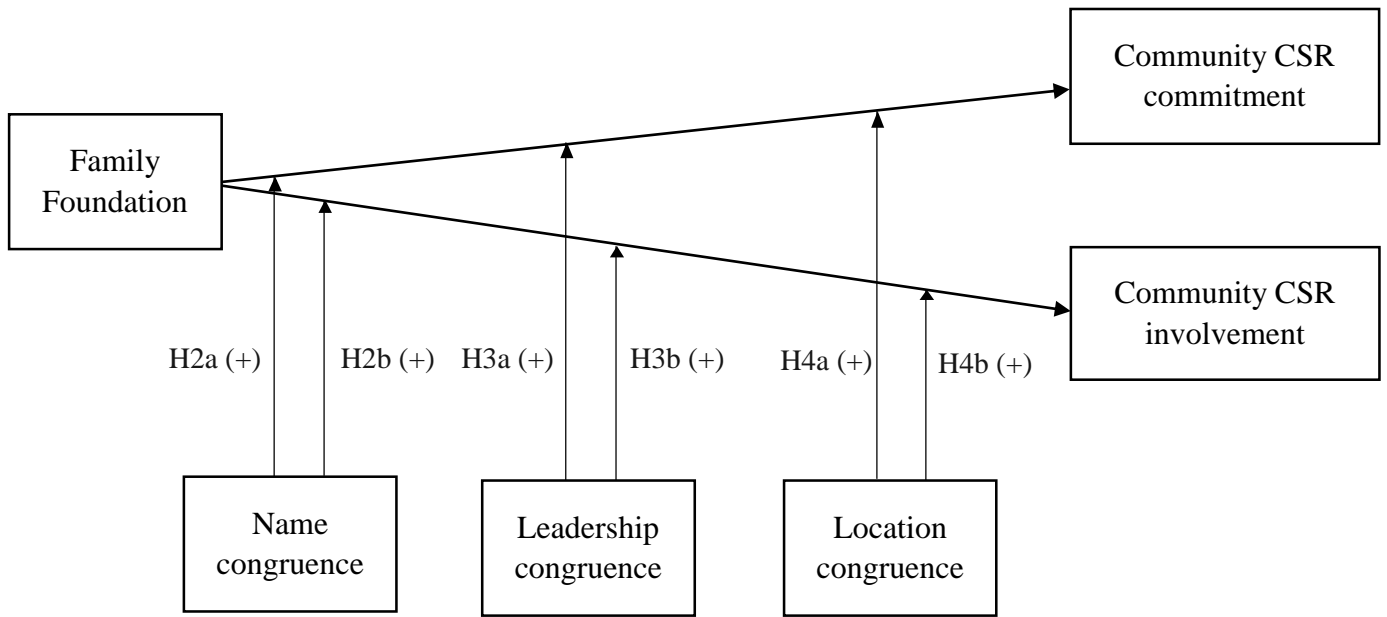 Community CSR
commitment
Family
Foundation
Community CSR
involvement
H2a (+)
H2b (+)
H3a (+)
H3b (+)
H4a (+)
H4b (+)
Name
congruence
Leadership
congruence
Location
congruence